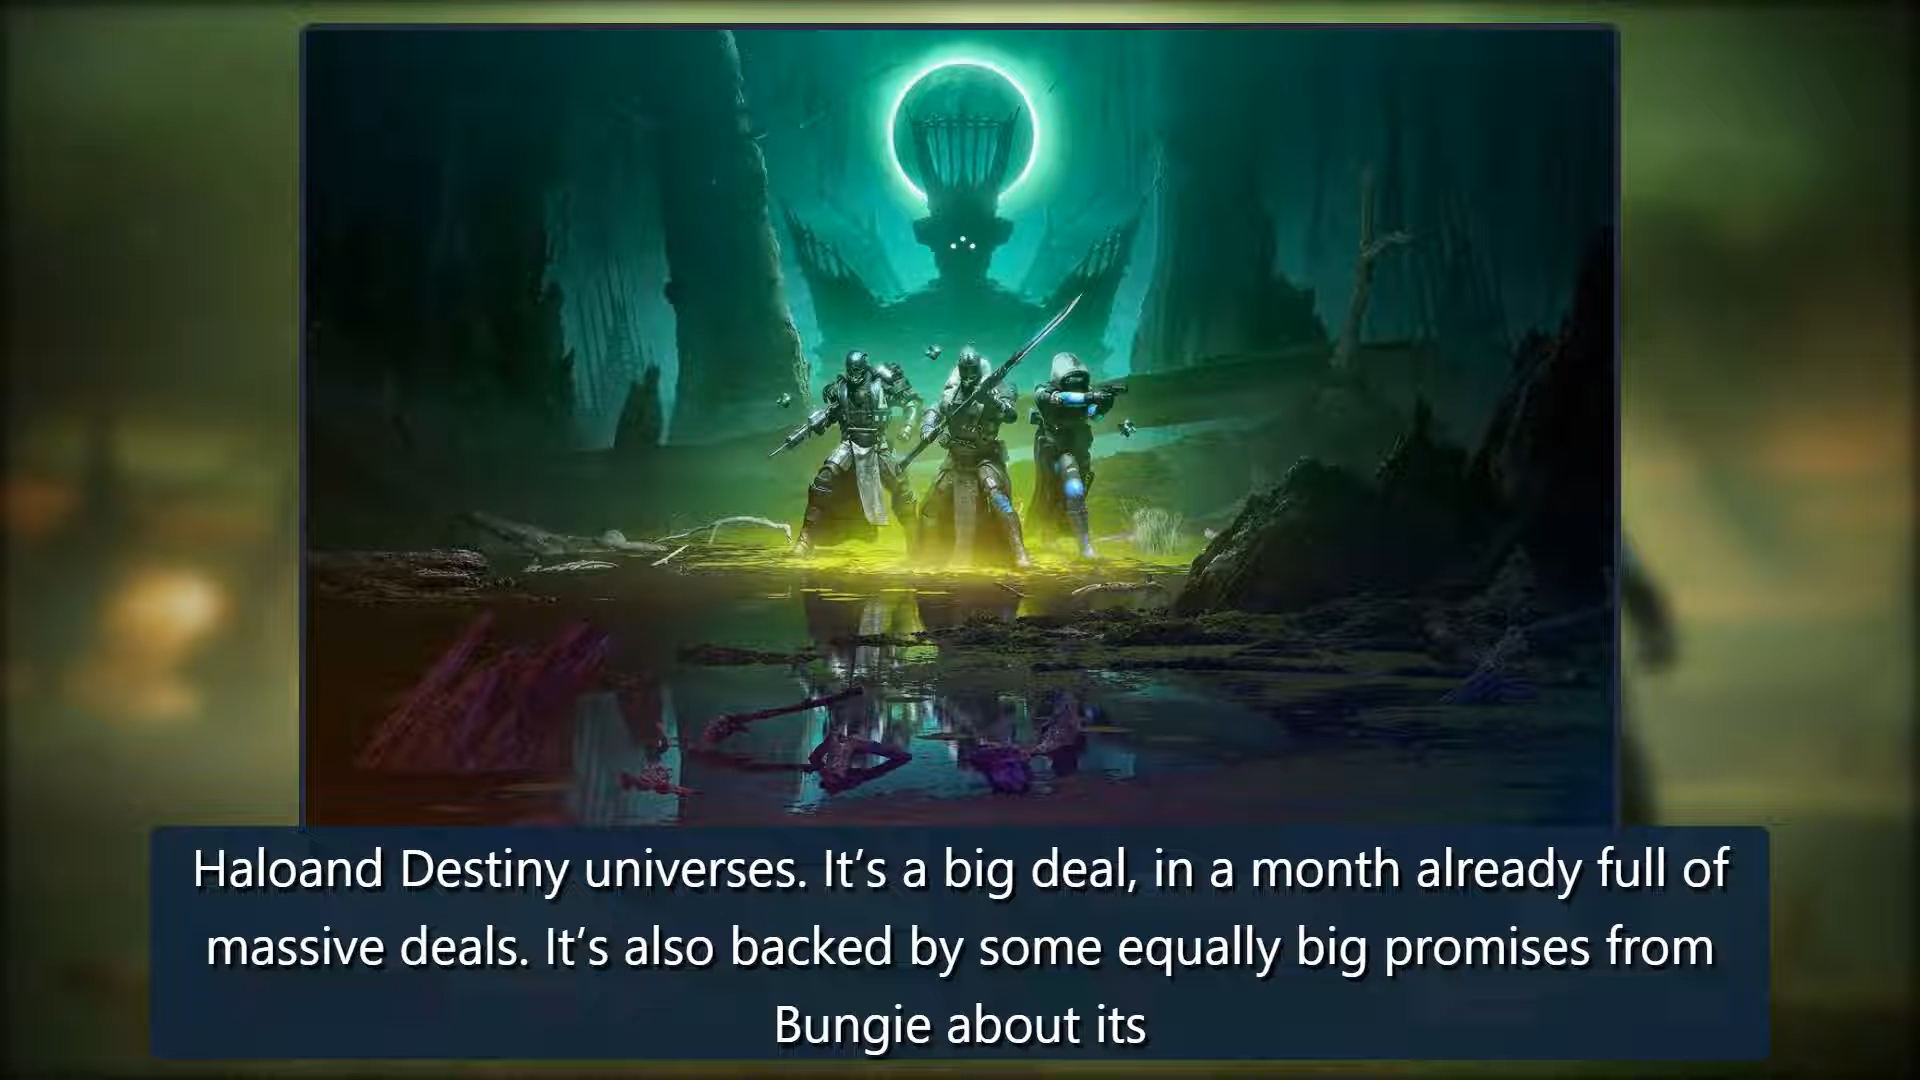 Haloand Destiny universes. It’s a big deal, in a month already full of
massive deals. It’s also backed by some equally big promises from
Bungie about its